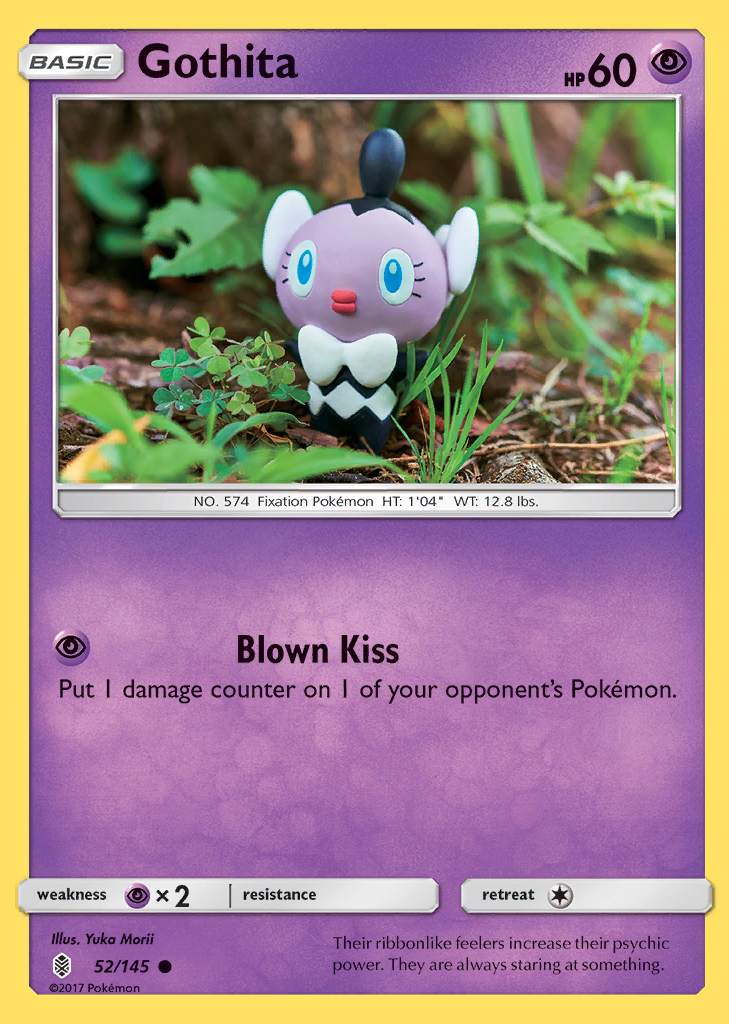 BASIC Gothita HP60
NO. 574 Fixation Pokémon HT: 1'04" WT: 12.8 lbs.
Blown Kiss
Put 1 damage counter on 1 of your opponent's Pokémon.
weakness ×2 resistance retreat
Illus. Yuka Morii
52/145
©2017 Pokémon
Their ribbonlike feelers increase their psychic
power. They are always staring at something.